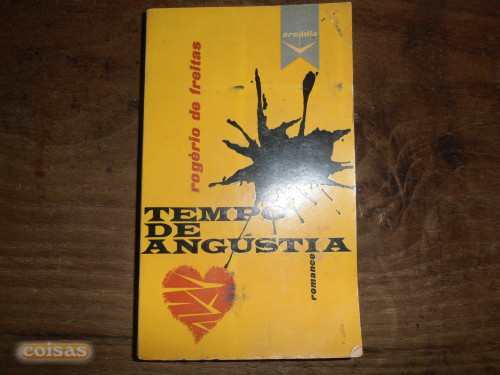 arcádia
rogério de freitas
TEMPO
DE
ANGÚSTIA
romance
coisas